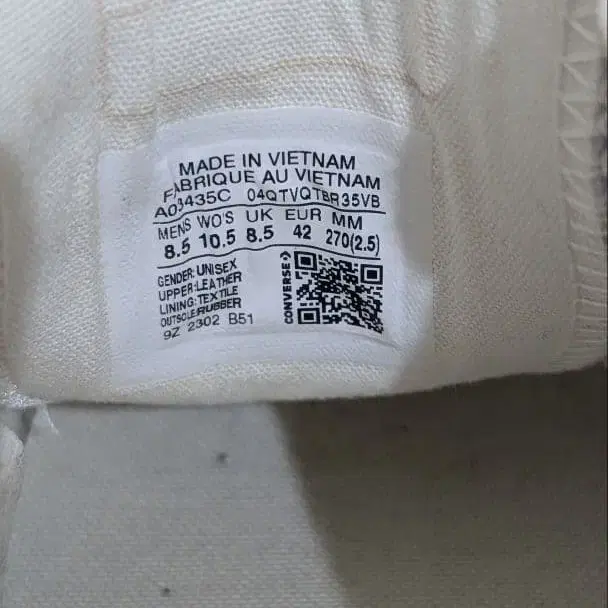 MADE IN VIETNAM
FABRIQUE AU VIETNAM
A03435C 04QTVQTBR35VB
MENS WO'S UK EUR MM
8.5 10.5 8.5 42 270(2.5)
GENDER: UNISEX
UPPER: LEATHER
LINING: TEXTILE
OUTSOLE: RUBBER
9Z 2302 B51
CONVERSE